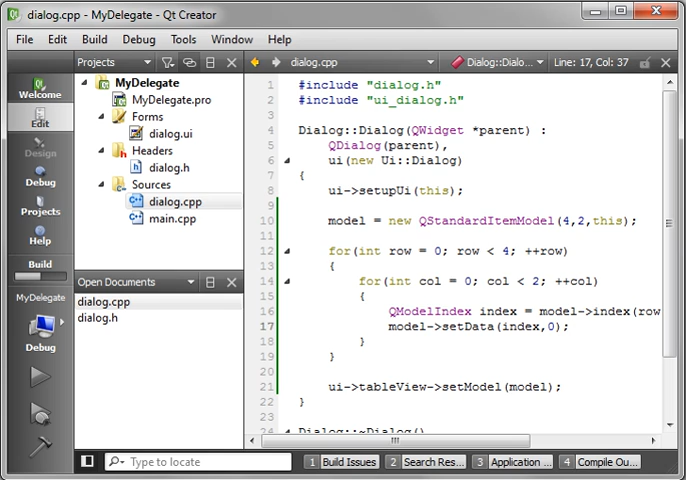 dialog.cpp - MyDelegate - Qt Creator
File Edit Build Debug Tools Window Help
Projects
dialog.cpp
Dialog::Dialo...
Line: 17, Col: 37
Welcome
Edit
Design
Debug
Projects
Help
Build
MyDelegate
Debug
MyDelegate
MyDelegate.pro
Forms
dialog.ui
Headers
dialog.h
Sources
dialog.cpp
main.cpp
Open Documents
dialog.cpp
dialog.h
1 #include "dialog.h"
2 #include "ui_dialog.h"
3
4 Dialog::Dialog(QWidget *parent) :
5 QDialog(parent),
6 ui(new Ui::Dialog)
7 {
8 ui->setupUi(this);
9
10 model = new QStandardItemModel(4,2,this);
11
12 for(int row = 0; row < 4; ++row)
13 {
14 for(int col = 0; col < 2; ++col)
15 {
16 QModelIndex index = model->index(row
17 model->setData(index,0);
18 }
19 }
20
21 ui->tableView->setModel(model);
22 }
23
24 Dialog::~Dialog()
Type to locate
1 Build Issues
2 Search Res...
3 Application ...
4 Compile Ou...